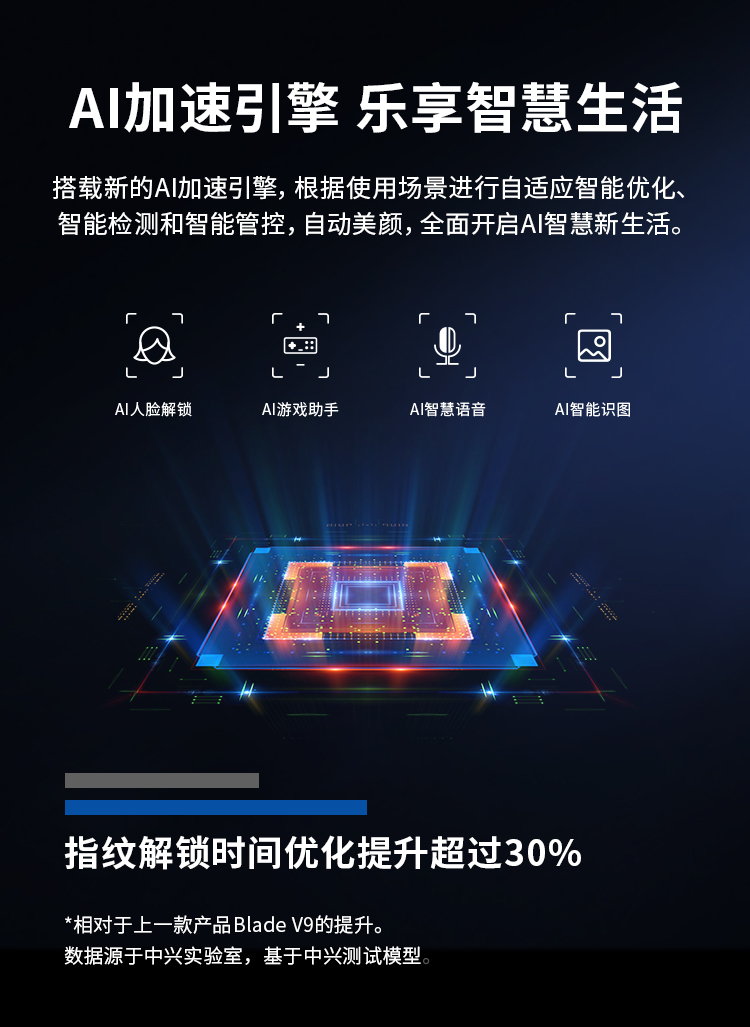 AI加速引擎 乐享智慧生活
搭载新的AI加速引擎，根据使用场景进行自适应智能优化、
智能检测和智能管控，自动美颜，全面开启AI智慧新生活。
AI人脸解锁
AI游戏助手
AI智慧语音
AI智能识图
指纹解锁时间优化提升超过30%
*相对于上一款产品Blade V9的提升。
数据源于中兴实验室，基于中兴测试模型。